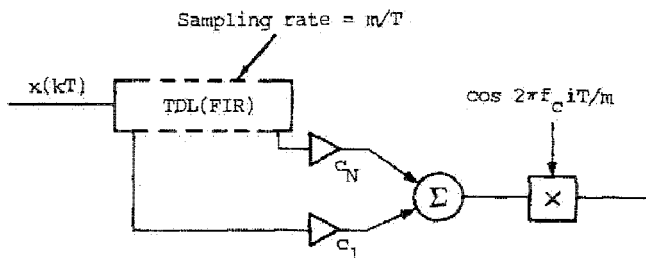 Sampling rate = m/T
x(kT)
TDL(FIR)
cos 2πf_c iT/m
c_N
Σ
×
c_1